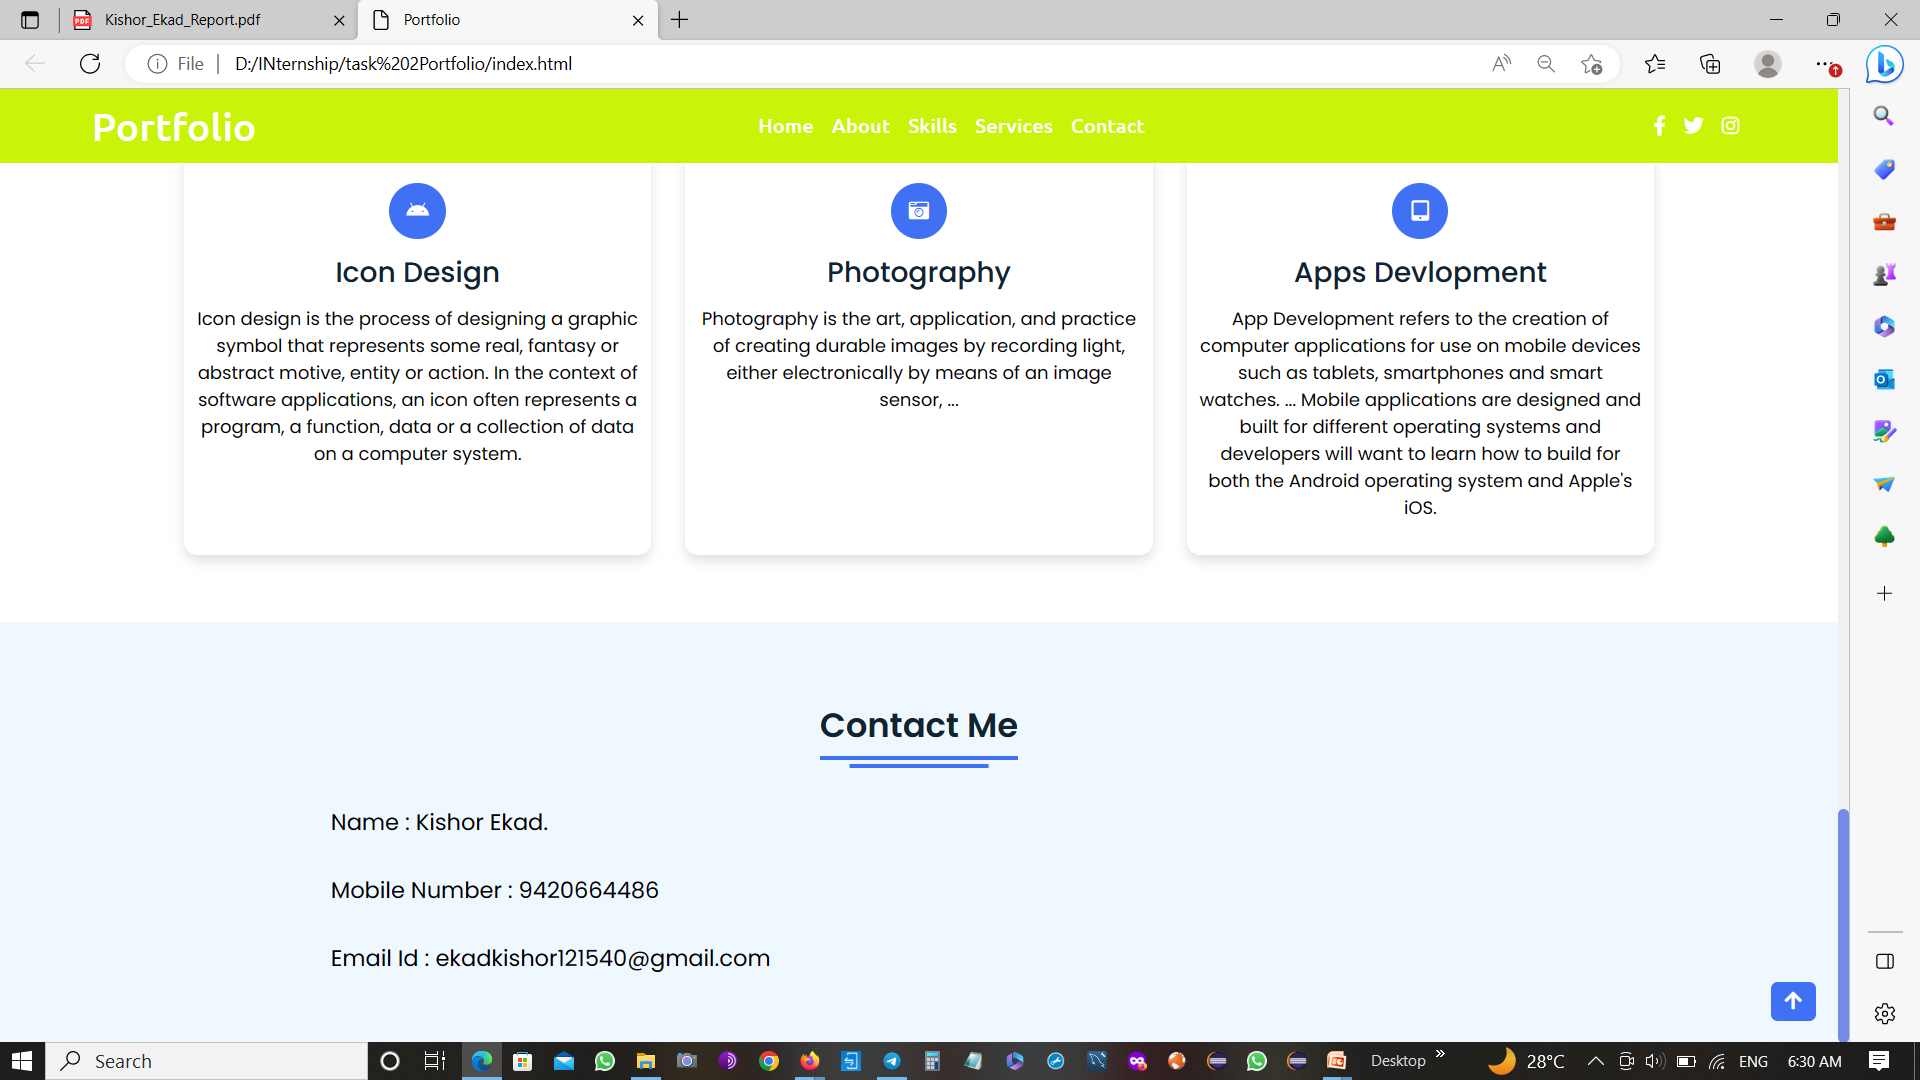 Kishor_Ekad_Report.pdf
Portfolio
File
D:/INternship/task%202Portfolio/index.html
Portfolio
Home About Skills Services Contact
Icon Design
Icon design is the process of designing a graphic
symbol that represents some real, fantasy or
abstract motive, entity or action. In the context of
software applications, an icon often represents a
program, a function, data or a collection of data
on a computer system.
Photography
Photography is the art, application, and practice
of creating durable images by recording light,
either electronically by means of an image
sensor, ...
Apps Devlopment
App Development refers to the creation of
computer applications for use on mobile devices
such as tablets, smartphones and smart
watches. ... Mobile applications are designed and
built for different operating systems and
developers will want to learn how to build for
both the Android operating system and Apple's
iOS.
Contact Me
Name : Kishor Ekad.
Mobile Number : 9420664486
Email Id : ekadkishor121540@gmail.com
Search
Desktop
28°C
ENG
6:30 AM